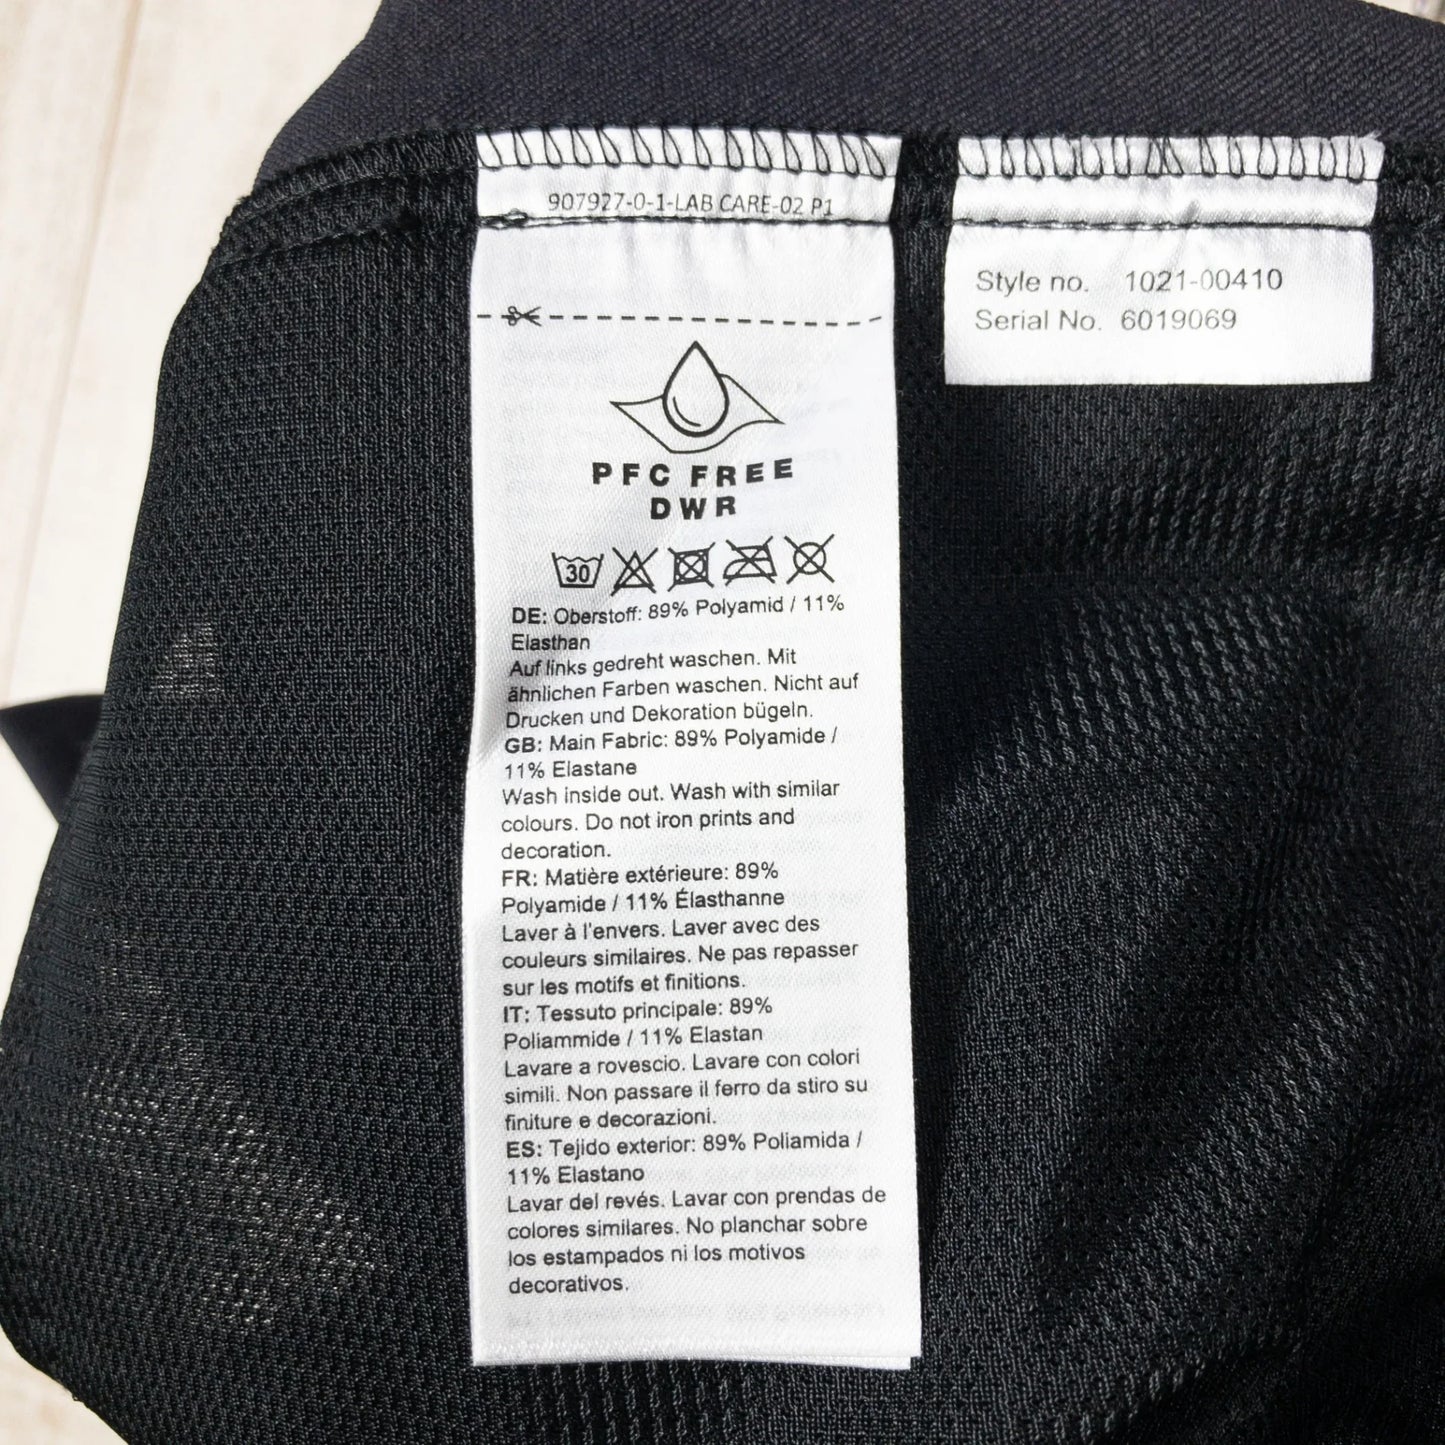 907927-0-1-LAB CARE-02 P1
Style no. 1021-00410
Serial No. 6019069
PFC FREE
DWR
30
DE: Oberstoff: 89% Polyamid / 11%
Elasthan
Auf links gedreht waschen. Mit
ähnlichen Farben waschen. Nicht auf
Drucken und Dekoration bügeln.
GB: Main Fabric: 89% Polyamide /
11% Elastane
Wash inside out. Wash with similar
colours. Do not iron prints and
decoration.
FR: Matière extérieure: 89%
Polyamide / 11% Élasthanne
Laver à l'envers. Laver avec des
couleurs similaires. Ne pas repasser
sur les motifs et finitions.
IT: Tessuto principale: 89%
Poliammide / 11% Elastan
Lavare a rovescio. Lavare con colori
simili. Non passare il ferro da stiro su
finiture e decorazioni.
ES: Tejido exterior: 89% Poliamida /
11% Elastano
Lavar del revés. Lavar con prendas de
colores similares. No planchar sobre
los estampados ni los motivos
decorativos.